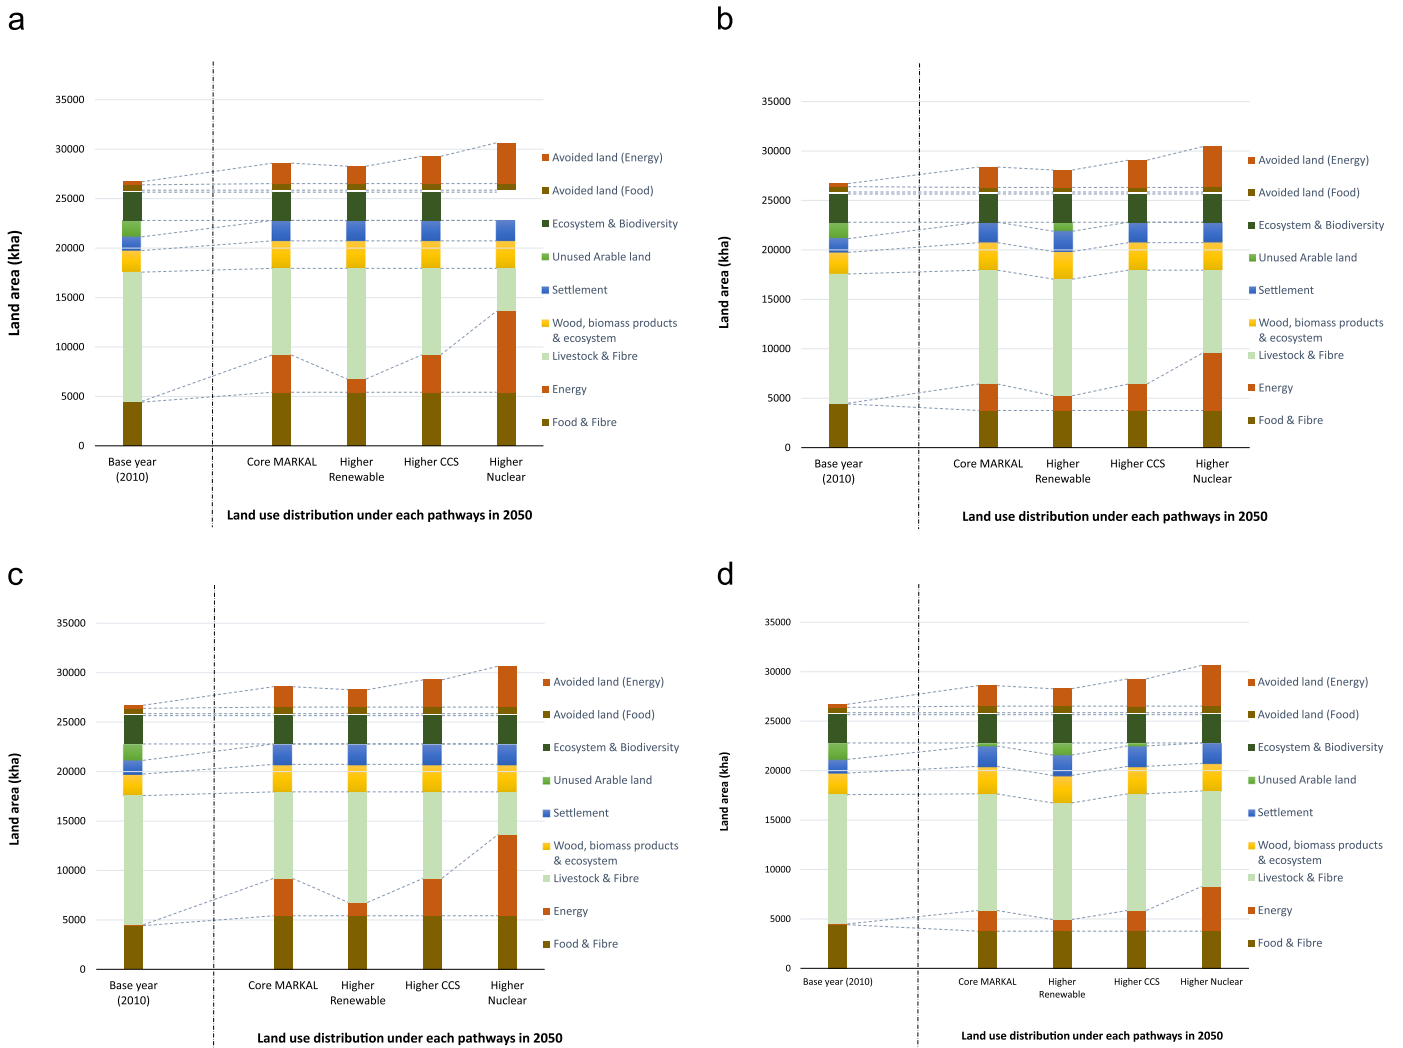 a
35000
30000
25000
20000
15000
10000
5000
0
Land area (kha)
Avoided land (Energy)
Avoided land (Food)
Ecosystem & Biodiversity
Unused Arable land
Settlement
Wood, biomass products
& ecosystem
Livestock & Fibre
Energy
Food & Fibre
Base year
(2010)
Core MARKAL
Higher
Renewable
Higher CCS
Higher
Nuclear
Land use distribution under each pathways in 2050
b
35000
30000
25000
20000
15000
10000
5000
0
Land area (kha)
Avoided land (Energy)
Avoided land (Food)
Ecosystem & Biodiversity
Unused Arable land
Settlement
Wood, biomass products
& ecosystem
Livestock & Fibre
Energy
Food & Fibre
Base year
(2010)
Core MARKAL
Higher
Renewable
Higher CCS
Higher
Nuclear
Land use distribution under each pathways in 2050
c
35000
30000
25000
20000
15000
10000
5000
0
Land area (kha)
Avoided land (Energy)
Avoided land (Food)
Ecosystem & Biodiversity
Unused Arable land
Settlement
Wood, biomass products
& ecosystem
Livestock & Fibre
Energy
Food & Fibre
Base year
(2010)
Core MARKAL
Higher
Renewable
Higher CCS
Higher
Nuclear
Land use distribution under each pathways in 2050
d
35000
30000
25000
20000
15000
10000
5000
0
Land area (kha)
Avoided land (Energy)
Avoided land (Food)
Ecosystem & Biodiversity
Unused Arable land
Settlement
Wood, biomass products
& ecosystem
Livestock & Fibre
Energy
Food & Fibre
Base year (2010)
Core MARKAL
Higher
Renewable
Higher CCS
Higher Nuclear
Land use distribution under each pathways in 2050